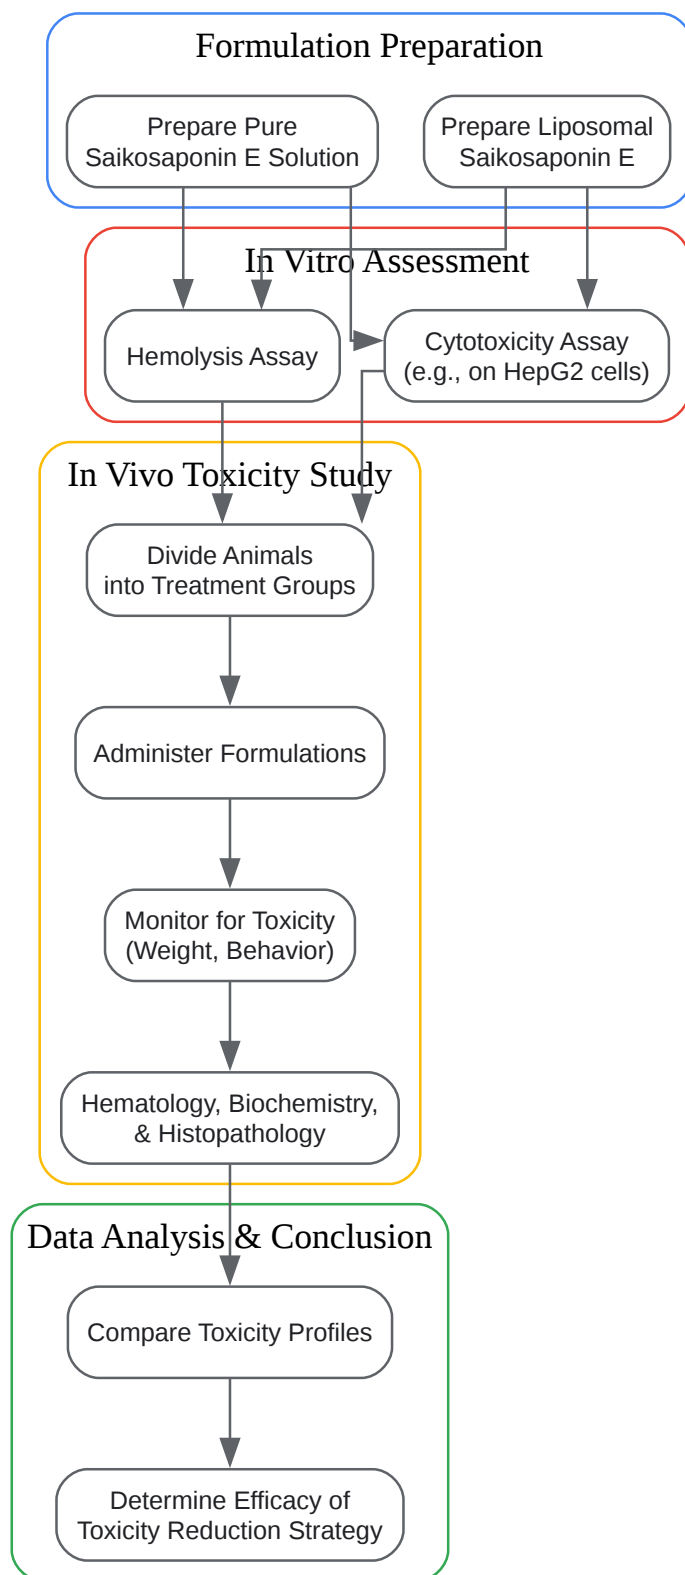 Formulation Preparation
Prepare Pure
Saikosaponin E Solution
Prepare Liposomal
Saikosaponin E
In Vitro Assessment
Hemolysis Assay
Cytotoxicity Assay
(e.g., on HepG2 cells)
In Vivo Toxicity Study
Divide Animals
into Treatment Groups
Administer Formulations
Monitor for Toxicity
(Weight, Behavior)
Hematology, Biochemistry,
& Histopathology
Data Analysis & Conclusion
Compare Toxicity Profiles
Determine Efficacy of
Toxicity Reduction Strategy